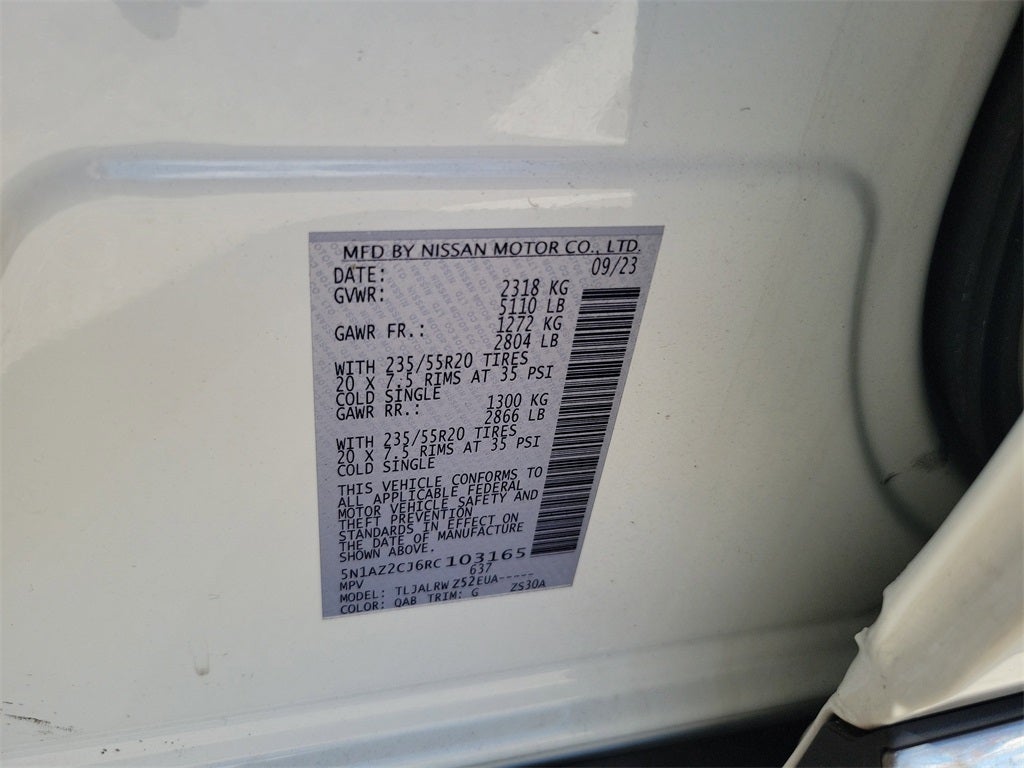 MFD BY NISSAN MOTOR CO., LTD.
DATE: 09/23
GVWR: 2318 KG
5110 LB
GAWR FR.: 1272 KG
2804 LB
WITH 235/55R20 TIRES
20 X 7.5 RIMS AT 35 PSI
COLD SINGLE
GAWR RR.: 1300 KG
2866 LB
WITH 235/55R20 TIRES
20 X 7.5 RIMS AT 35 PSI
COLD SINGLE
THIS VEHICLE CONFORMS TO
ALL APPLICABLE FEDERAL
MOTOR VEHICLE SAFETY AND
THEFT PREVENTION
STANDARDS IN EFFECT ON
THE DATE OF MANUFACTURE
SHOWN ABOVE.
5N1AZ2CJ6RC103165
MPV 637
MODEL: TLJALRW Z52EUA-----
COLOR: QAB TRIM: G ZS30A